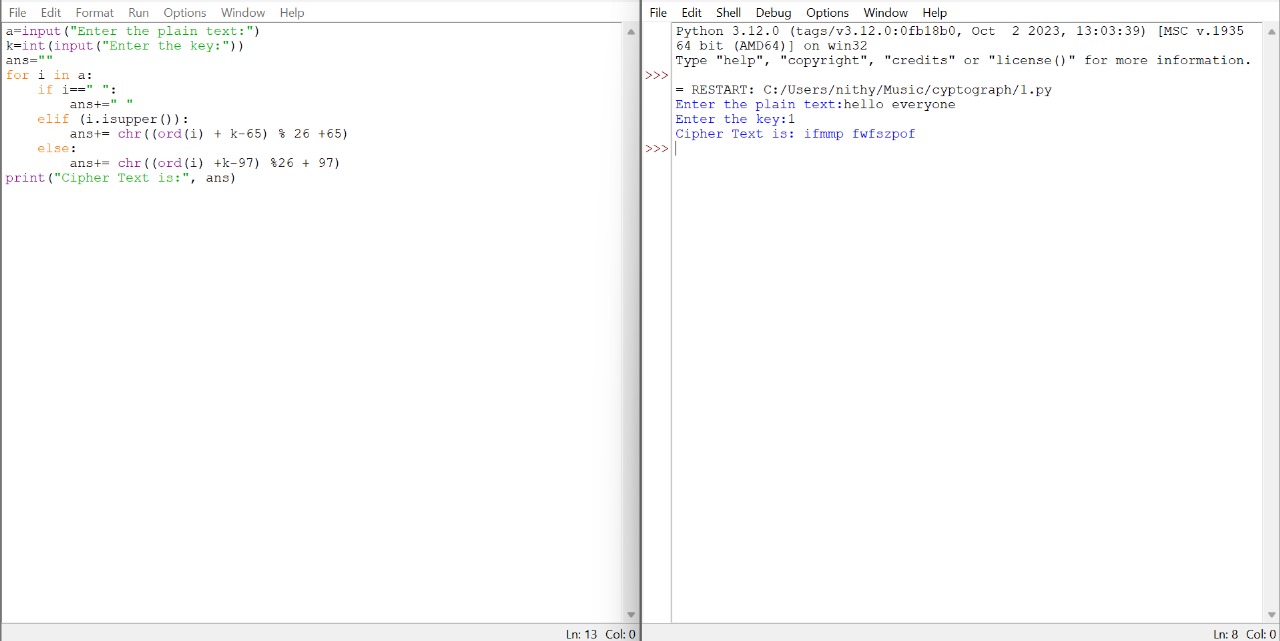 File Edit Format Run Options Window Help
a=input("Enter the plain text:")
k=int(input("Enter the key:"))
ans=""
for i in a:
    if i==" ":
        ans+=" "
    elif (i.isupper()):
        ans+= chr((ord(i) + k-65) % 26 +65)
    else:
        ans+= chr((ord(i) +k-97) %26 + 97)
print("Cipher Text is:", ans)
Ln: 13 Col: 0
File Edit Shell Debug Options Window Help
Python 3.12.0 (tags/v3.12.0:0fb18b0, Oct  2 2023, 13:03:39) [MSC v.1935
64 bit (AMD64)] on win32
Type "help", "copyright", "credits" or "license()" for more information.
>>>
= RESTART: C:/Users/nithy/Music/cyptograph/1.py
Enter the plain text:hello everyone
Enter the key:1
Cipher Text is: ifmmp fwfszpof
>>>
Ln: 8 Col: 0